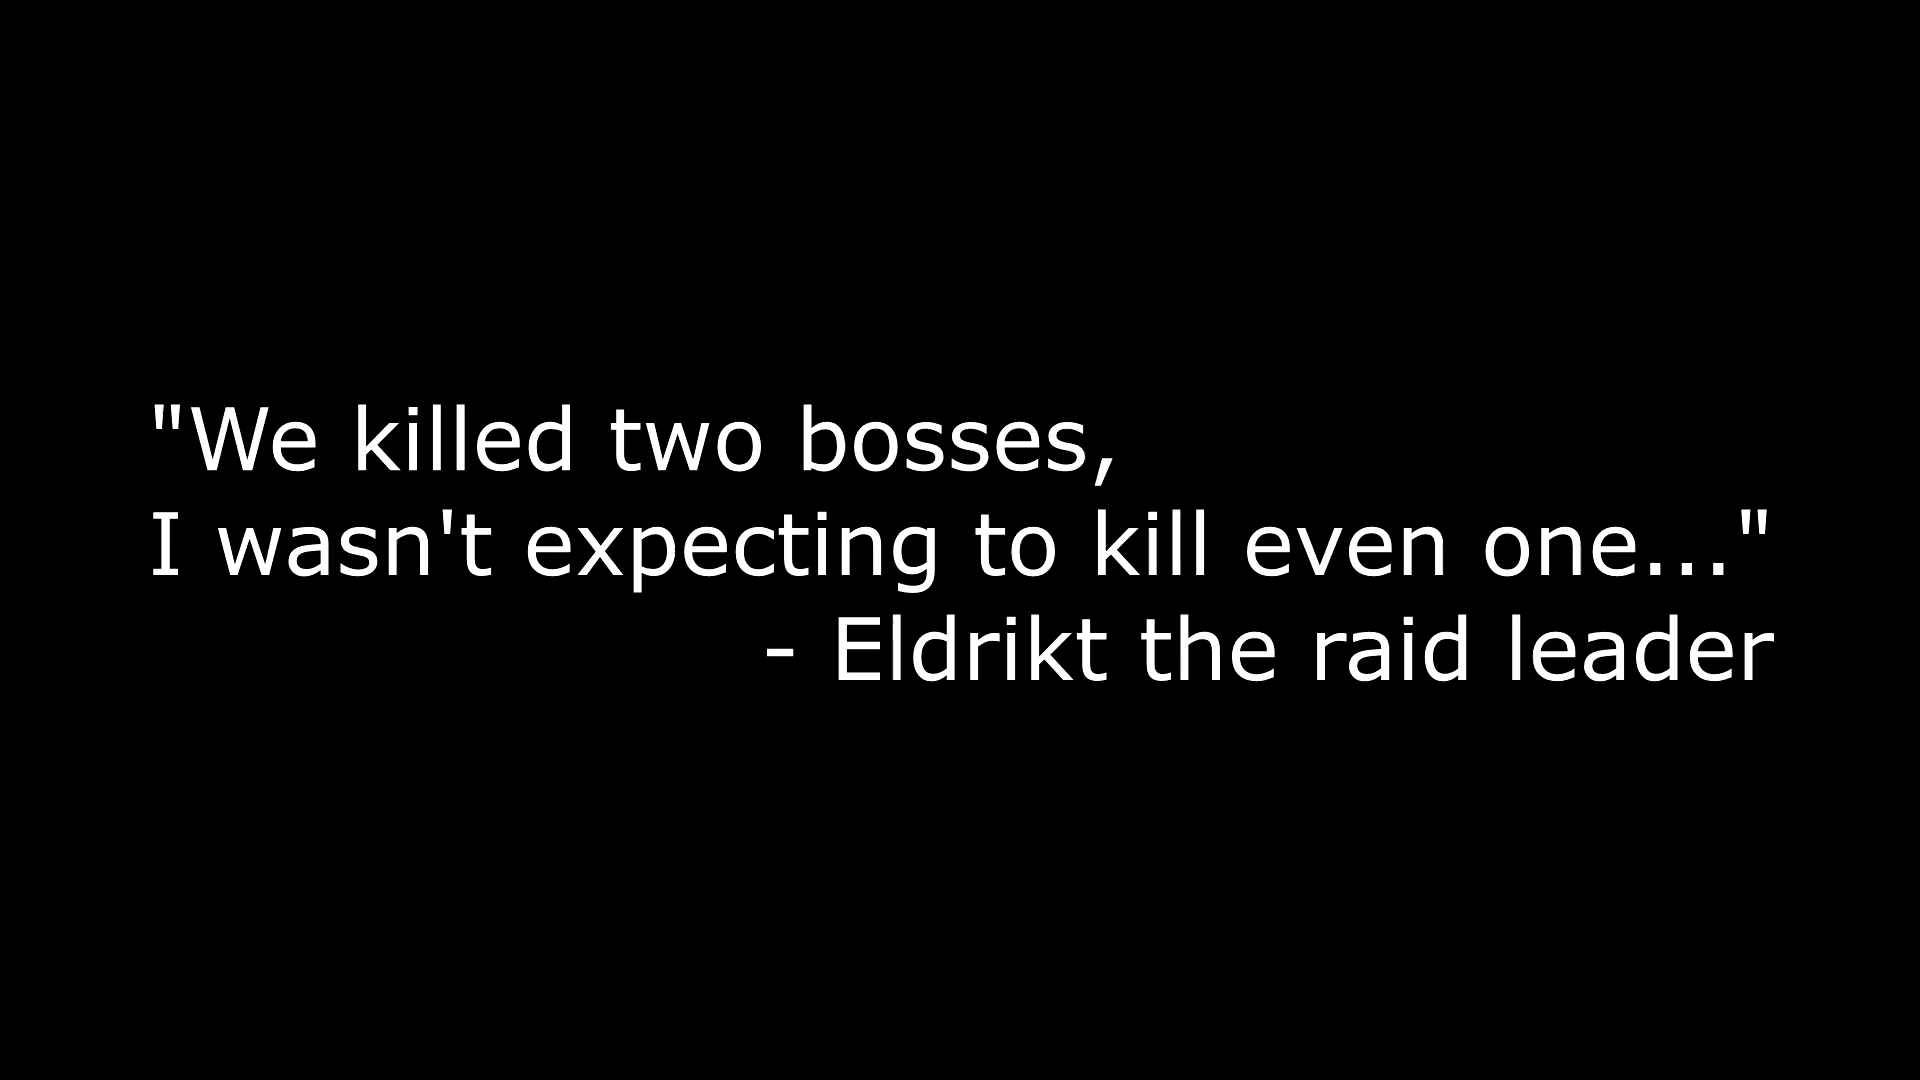 "We killed two bosses,
I wasn't expecting to kill even one..."
- Eldrikt the raid leader